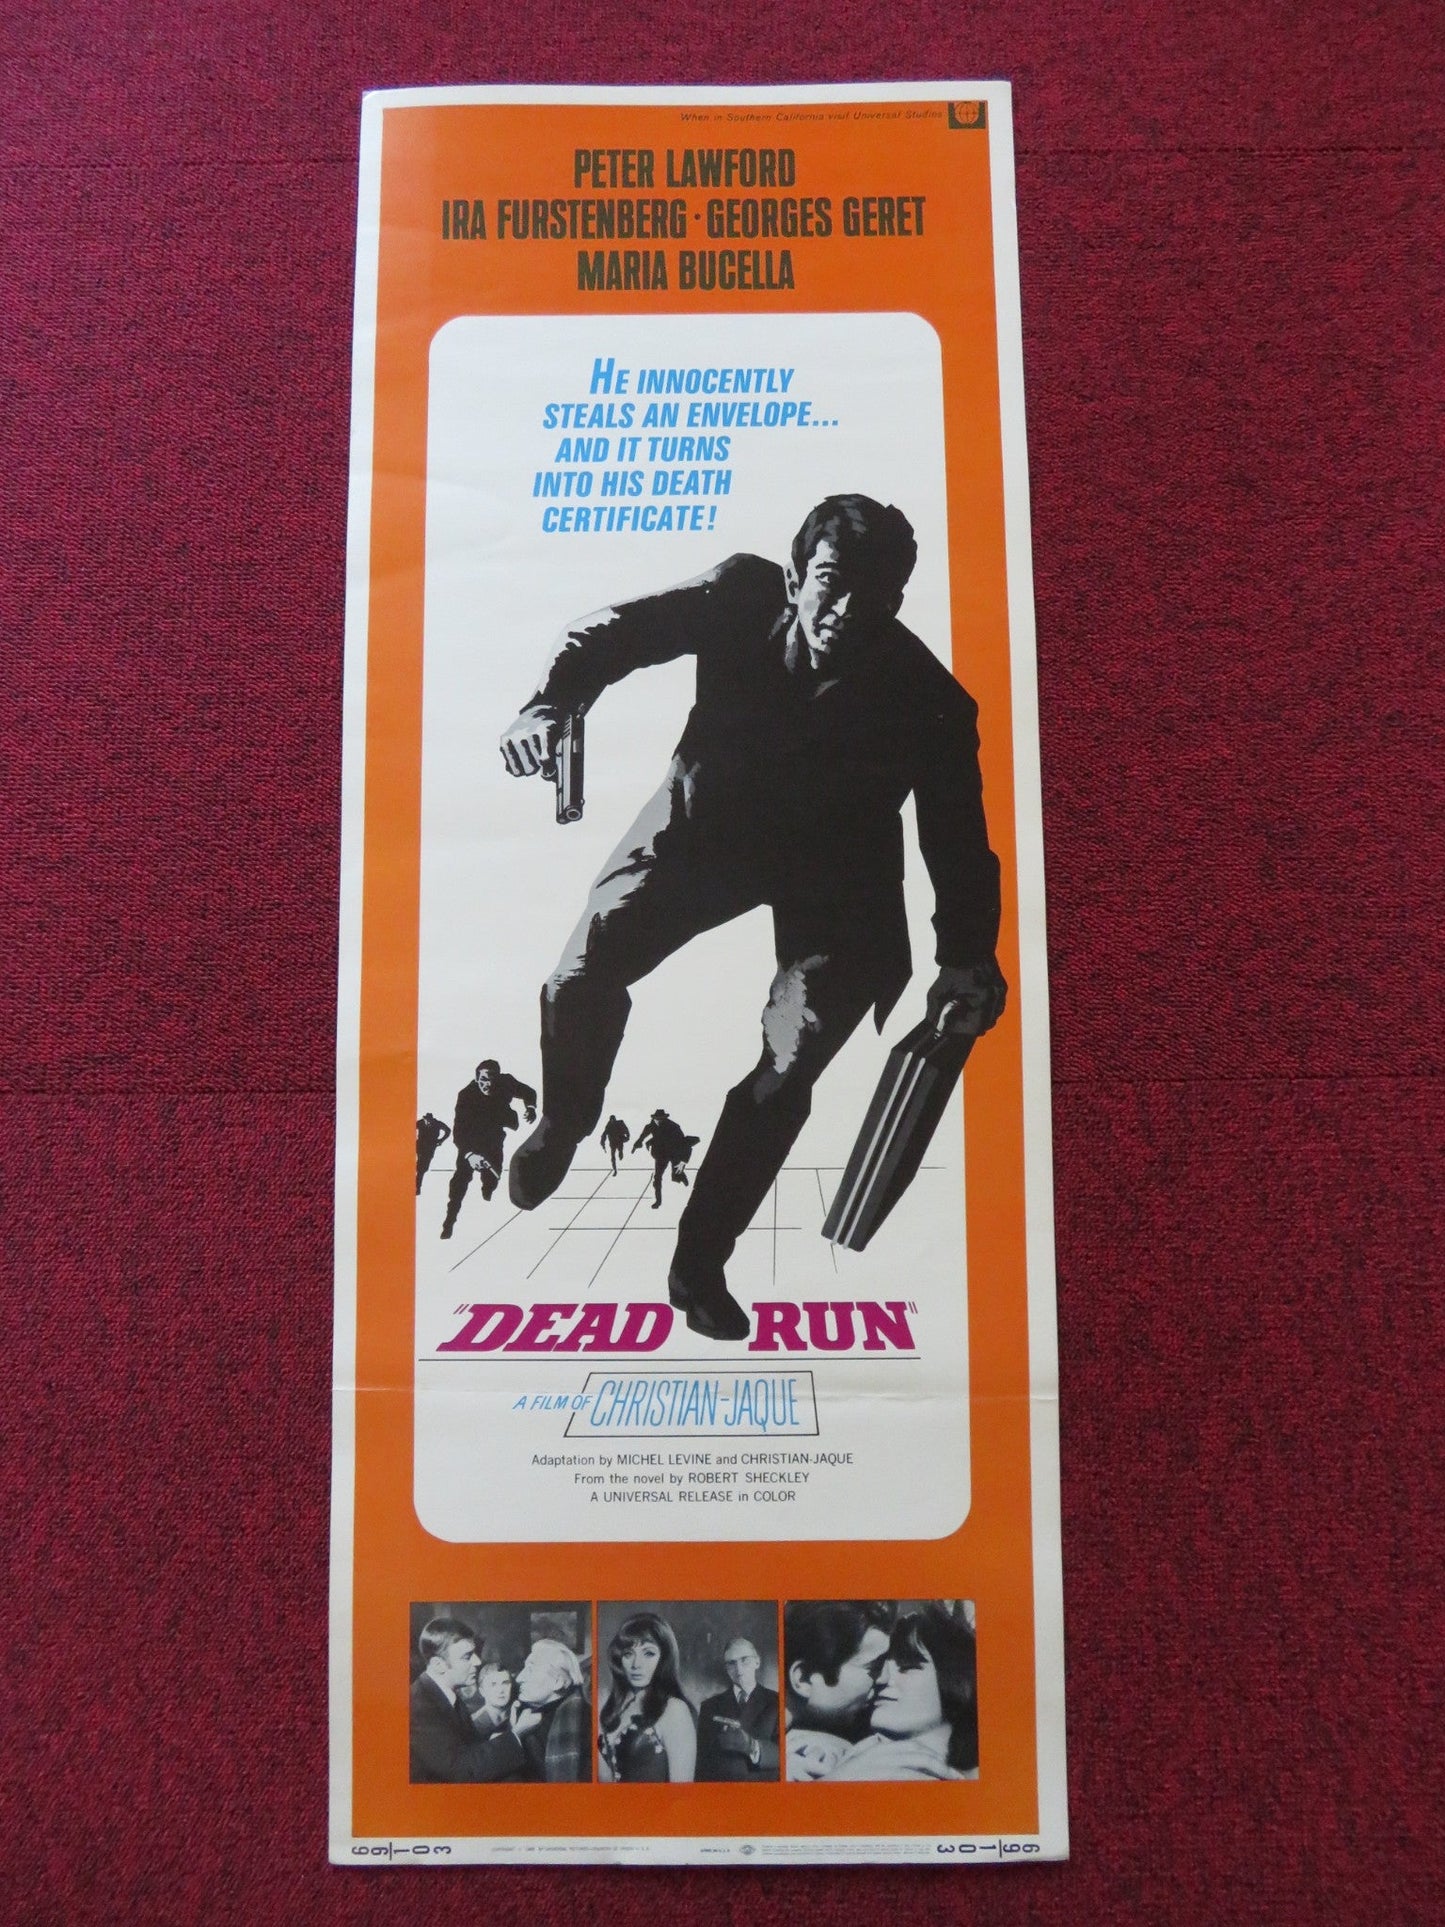 When in Southern California visit Universal Studios
PETER LAWFORD
IRA FURSTENBERG · GEORGES GERET
MARIA BUCELLA
HE INNOCENTLY
STEALS AN ENVELOPE...
AND IT TURNS
INTO HIS DEATH
CERTIFICATE!
"DEAD RUN"
A FILM OF CHRISTIAN-JAQUE
Adaptation by MICHEL LEVINE and CHRISTIAN-JAQUE
From the novel by ROBERT SHECKLEY
A UNIVERSAL RELEASE in COLOR
69/103
69/103